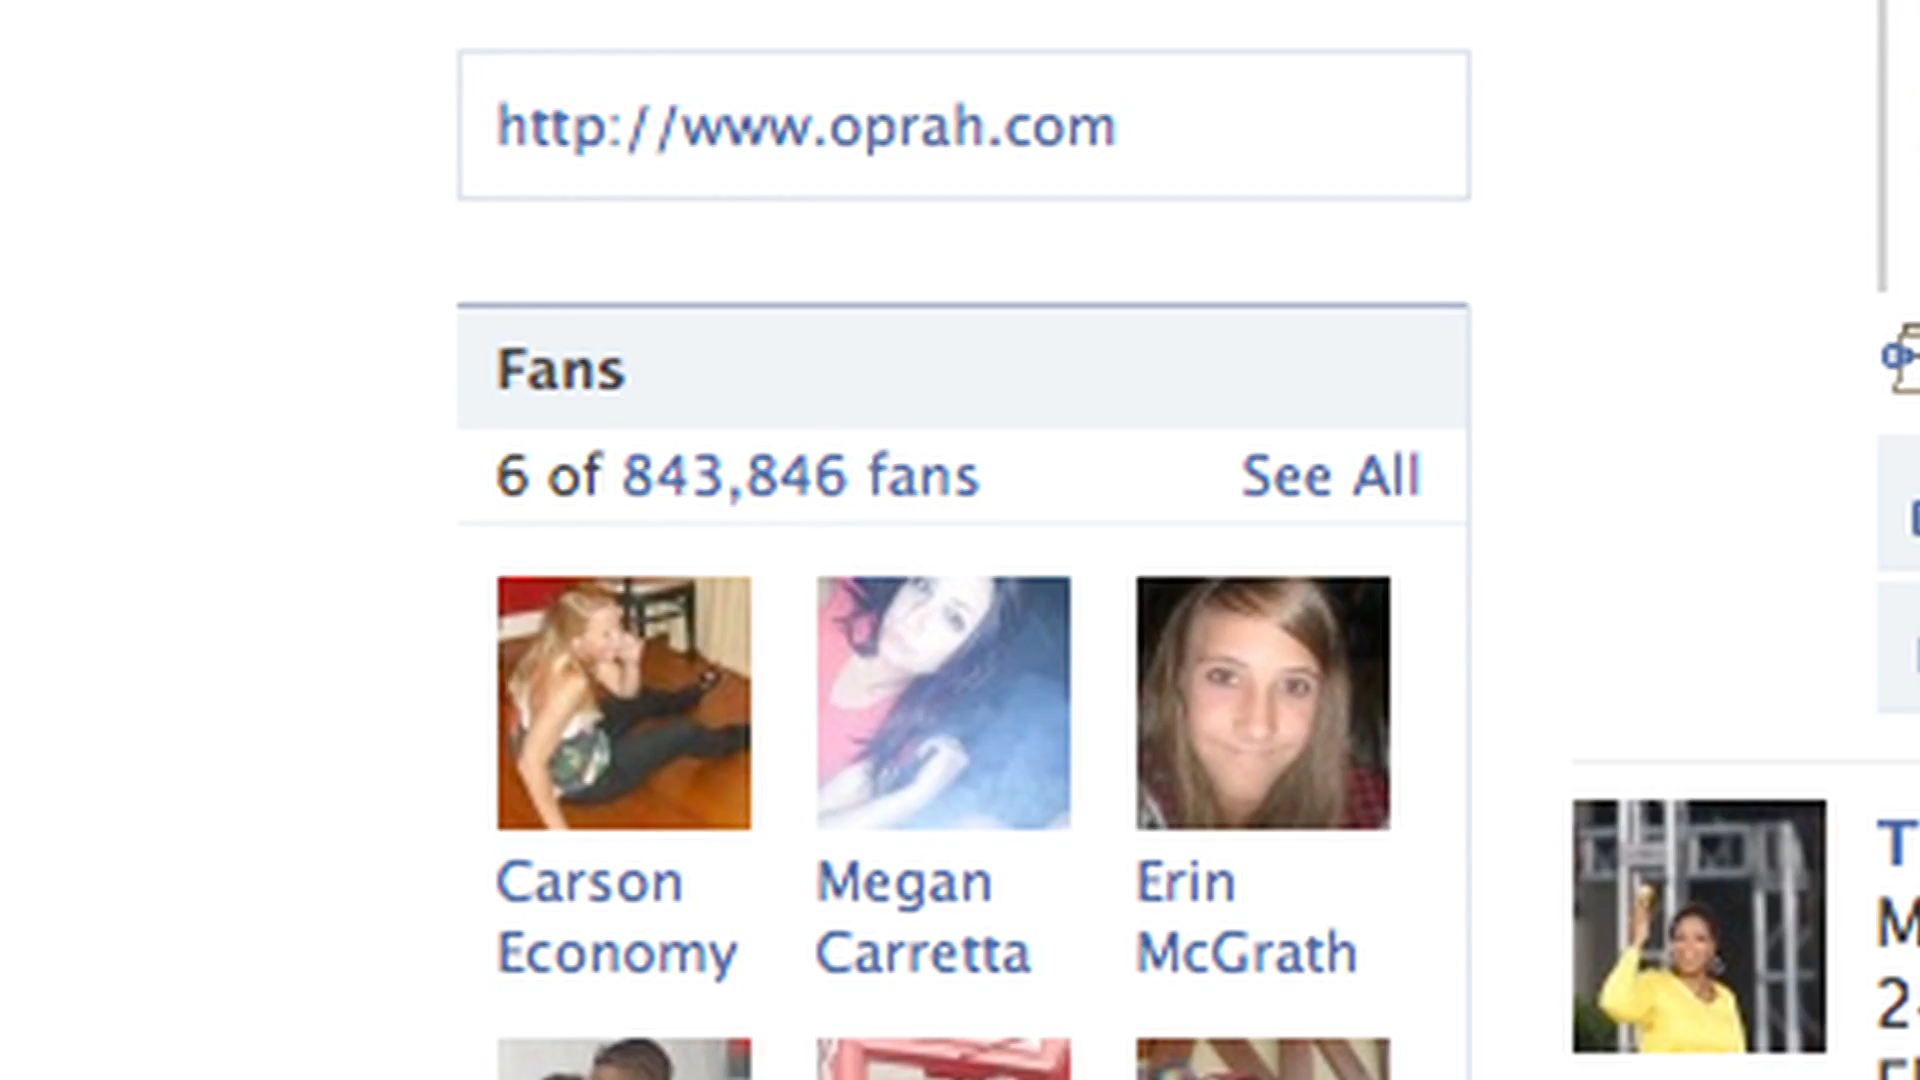 http://www.oprah.com
Fans
6 of 843,846 fans See All
Carson Economy
Megan Carretta
Erin McGrath